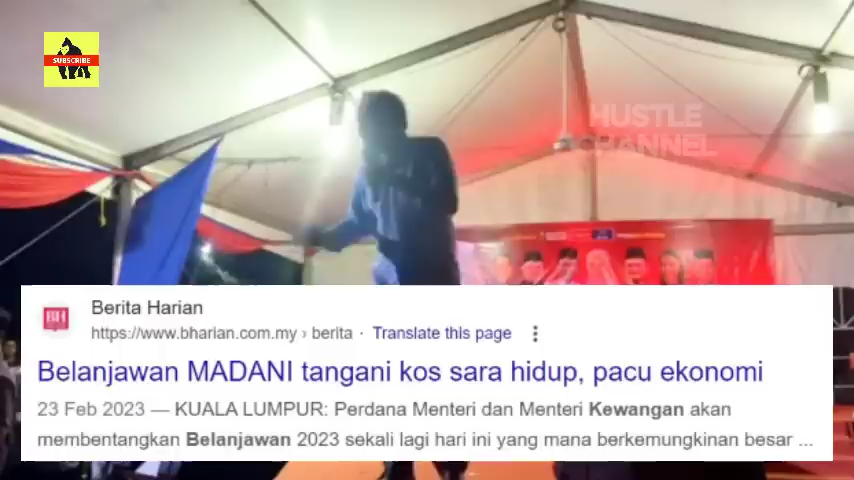 SUBSCRIBE
HUSTLE
CHANNEL
Berita Harian
BH
https://www.bharian.com.my › berita · Translate this page
Belanjawan MADANI tangani kos sara hidup, pacu ekonomi
23 Feb 2023 — KUALA LUMPUR: Perdana Menteri dan Menteri Kewangan akan
membentangkan Belanjawan 2023 sekali lagi hari ini yang mana berkemungkinan besar ...